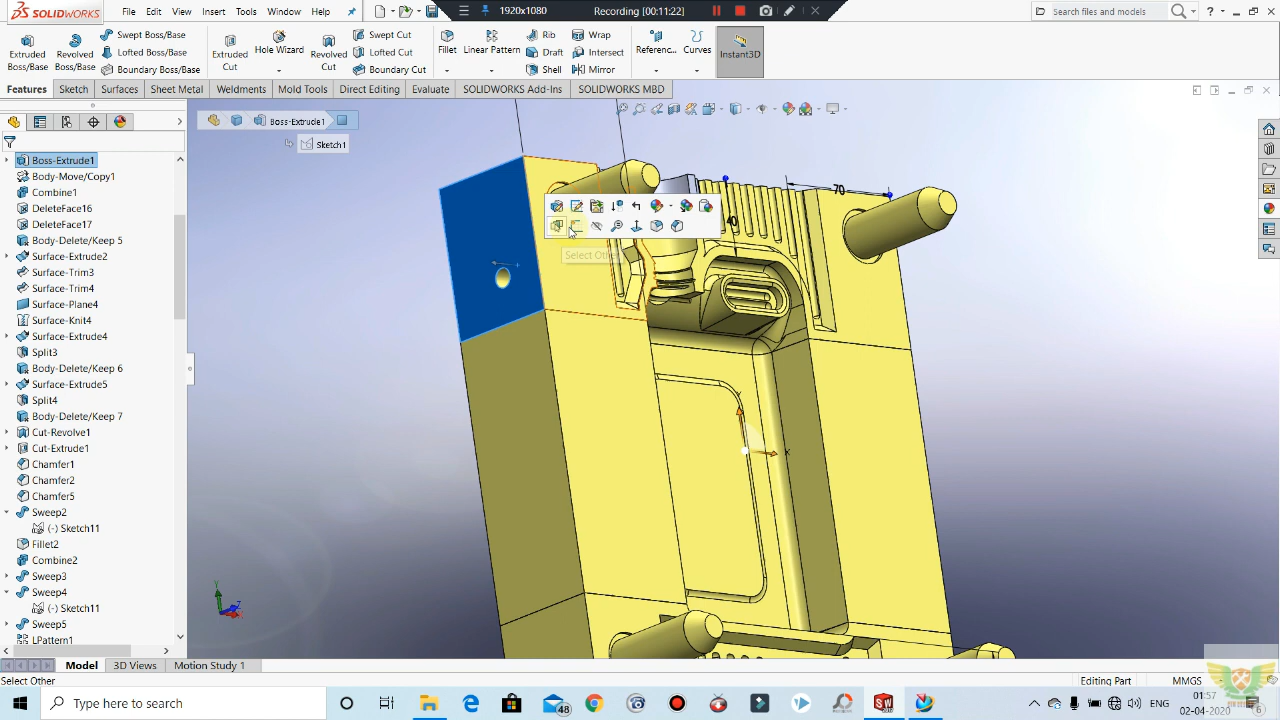 SOLIDWORKS
File Edit View Insert Tools Window Help
1920x1080
Recording [00:11:22]
Search files and models
Extruded Boss/Base
Revolved Boss/Base
Swept Boss/Base
Lofted Boss/Base
Boundary Boss/Base
Extruded Cut
Hole Wizard
Revolved Cut
Swept Cut
Lofted Cut
Boundary Cut
Fillet
Linear Pattern
Rib
Draft
Shell
Wrap
Intersect
Mirror
Referenc...
Curves
Instant3D
Features Sketch Surfaces Sheet Metal Weldments Mold Tools Direct Editing Evaluate SOLIDWORKS Add-Ins SOLIDWORKS MBD
Boss-Extrude1
Sketch1
Boss-Extrude1
Body-Move/Copy1
Combine1
DeleteFace16
DeleteFace17
Body-Delete/Keep 5
Surface-Extrude2
Surface-Trim3
Surface-Trim4
Surface-Plane4
Surface-Knit4
Surface-Extrude4
Split3
Body-Delete/Keep 6
Surface-Extrude5
Split4
Body-Delete/Keep 7
Cut-Revolve1
Cut-Extrude1
Chamfer1
Chamfer2
Chamfer5
Sweep2
(-) Sketch11
Fillet2
Combine2
Sweep3
Sweep4
(-) Sketch11
Sweep5
LPattern1
70
40
Select Other
X
Y
Z
Model 3D Views Motion Study 1
Select Other
Editing Part
MMGS
Type here to search
48
SW
ENG
01:57
02-04-2020